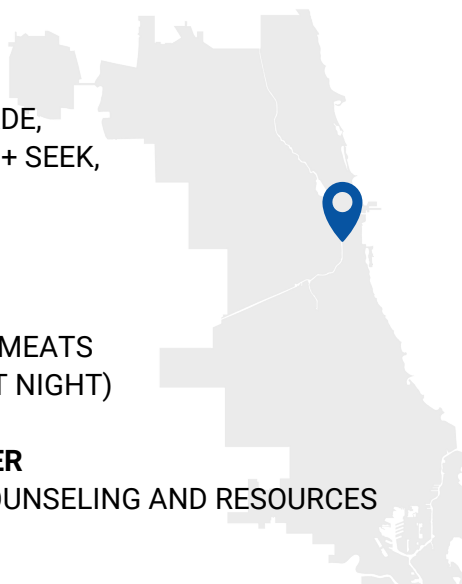 DE,
+ SEEK,
MEATS
T NIGHT)
ER
OUNSELING AND RESOURCES